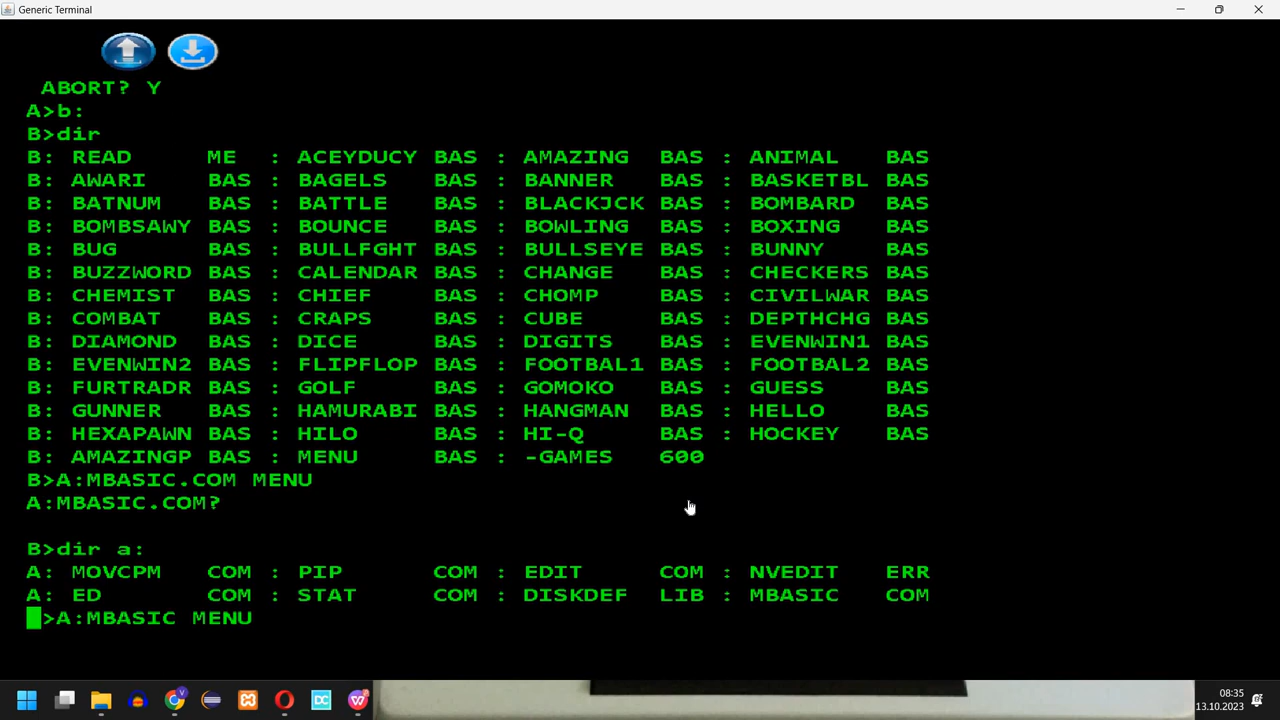 Generic Terminal
ABORT? Y
A>b:
B>dir
B: READ ME : ACEYDUCY BAS : AMAZING BAS : ANIMAL BAS
B: AWARI BAS : BAGELS BAS : BANNER BAS : BASKETBL BAS
B: BATNUM BAS : BATTLE BAS : BLACKJCK BAS : BOMBARD BAS
B: BOMBSAWY BAS : BOUNCE BAS : BOWLING BAS : BOXING BAS
B: BUG BAS : BULLFGHT BAS : BULLSEYE BAS : BUNNY BAS
B: BUZZWORD BAS : CALENDAR BAS : CHANGE BAS : CHECKERS BAS
B: CHEMIST BAS : CHIEF BAS : CHOMP BAS : CIVILWAR BAS
B: COMBAT BAS : CRAPS BAS : CUBE BAS : DEPTHCHG BAS
B: DIAMOND BAS : DICE BAS : DIGITS BAS : EVENWIN1 BAS
B: EVENWIN2 BAS : FLIPFLOP BAS : FOOTBAL1 BAS : FOOTBAL2 BAS
B: FURTRADR BAS : GOLF BAS : GOMOKO BAS : GUESS BAS
B: GUNNER BAS : HAMURABI BAS : HANGMAN BAS : HELLO BAS
B: HEXAPAWN BAS : HILO BAS : HI-Q BAS : HOCKEY BAS
B: AMAZINGP BAS : MENU BAS : -GAMES 600
B>A:MBASIC.COM MENU
A:MBASIC.COM?
B>dir a:
A: MOVCPM COM : PIP COM : EDIT COM : NVEDIT ERR
A: ED COM : STAT COM : DISKDEF LIB : MBASIC COM
>A:MBASIC MENU
V
DC
W
08:35
13.10.2023